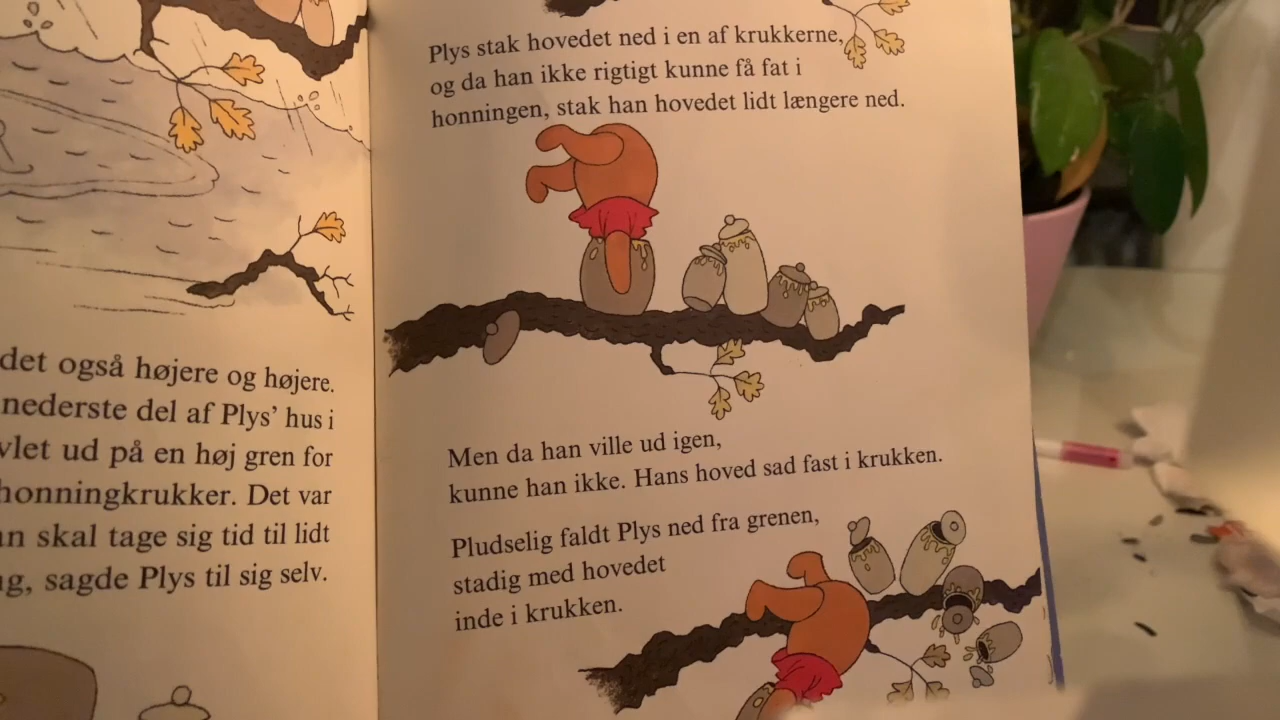 det også højere og højere.
nederste del af Plys' hus i
ud på en høj gren for
honningkrukker. Det var
skal tage sig tid til lidt
sagde Plys til sig selv.
Plys stak hovedet ned i en af krukkerne,
og da han ikke rigtigt kunne få fat i
honningen, stak han hovedet lidt længere ned.
Men da han ville ud igen,
kunne han ikke. Hans hoved sad fast i krukken.
Pludselig faldt Plys ned fra grenen,
stadig med hovedet
inde i krukken.